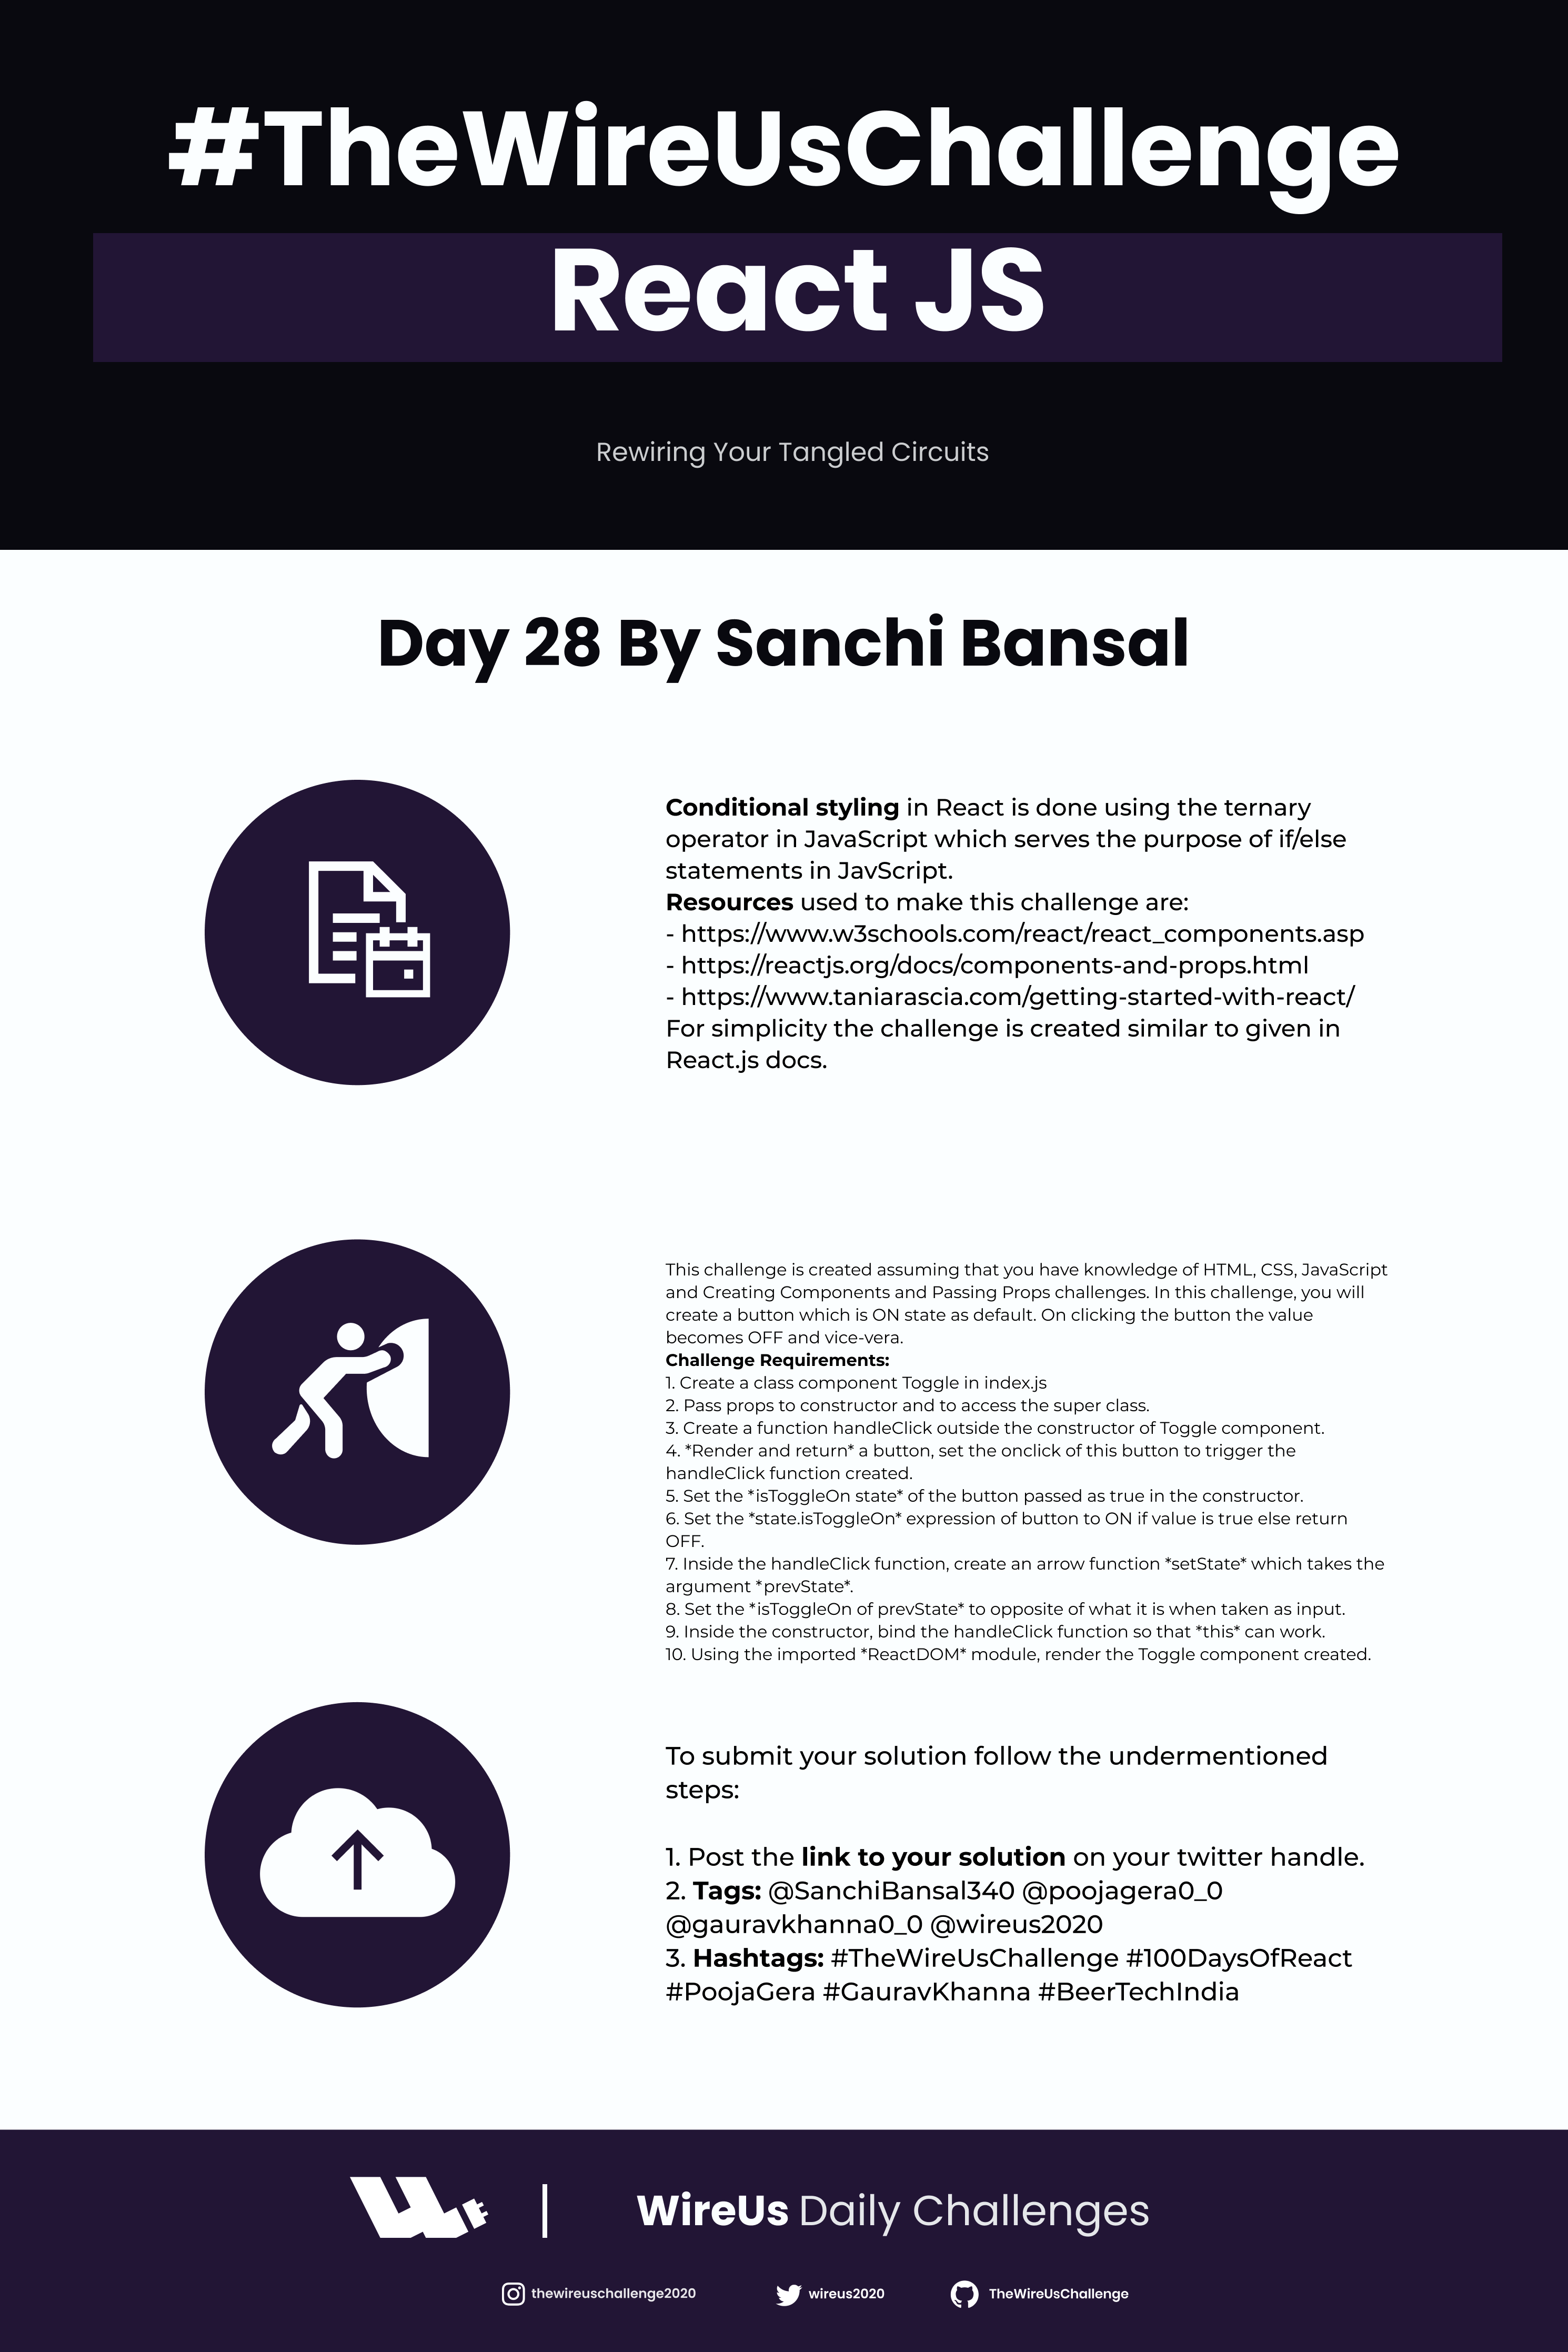 #TheWireUsChallenge
React JS
Rewiring Your Tangled Circuits
Day 28 By Sanchi Bansal
Conditional styling in React is done using the ternary
operator in JavaScript which serves the purpose of if/else
statements in JavScript.
Resources used to make this challenge are:
- https://www.w3schools.com/react/react_components.asp
- https://reactjs.org/docs/components-and-props.html
- https://www.taniarascia.com/getting-started-with-react/
For simplicity the challenge is created similar to given in
React.js docs.
This challenge is created assuming that you have knowledge of HTML, CSS, JavaScript
and Creating Components and Passing Props challenges. In this challenge, you will
create a button which is ON state as default. On clicking the button the value
becomes OFF and vice-vera.
Challenge Requirements:
1. Create a class component Toggle in index.js
2. Pass props to constructor and to access the super class.
3. Create a function handleClick outside the constructor of Toggle component.
4. *Render and return* a button, set the onclick of this button to trigger the
handleClick function created.
5. Set the *isToggleOn state* of the button passed as true in the constructor.
6. Set the *state.isToggleOn* expression of button to ON if value is true else return
OFF.
7. Inside the handleClick function, create an arrow function *setState* which takes the
argument *prevState*.
8. Set the *isToggleOn of prevState* to opposite of what it is when taken as input.
9. Inside the constructor, bind the handleClick function so that *this* can work.
10. Using the imported *ReactDOM* module, render the Toggle component created.
To submit your solution follow the undermentioned
steps:
1. Post the link to your solution on your twitter handle.
2. Tags: @SanchiBansal340 @poojagera0_0
@gauravkhanna0_0 @wireus2020
3. Hashtags: #TheWireUsChallenge #100DaysOfReact
#PoojaGera #GauravKhanna #BeerTechIndia
WireUs Daily Challenges
thewireuschallenge2020
wireus2020
TheWireUsChallenge